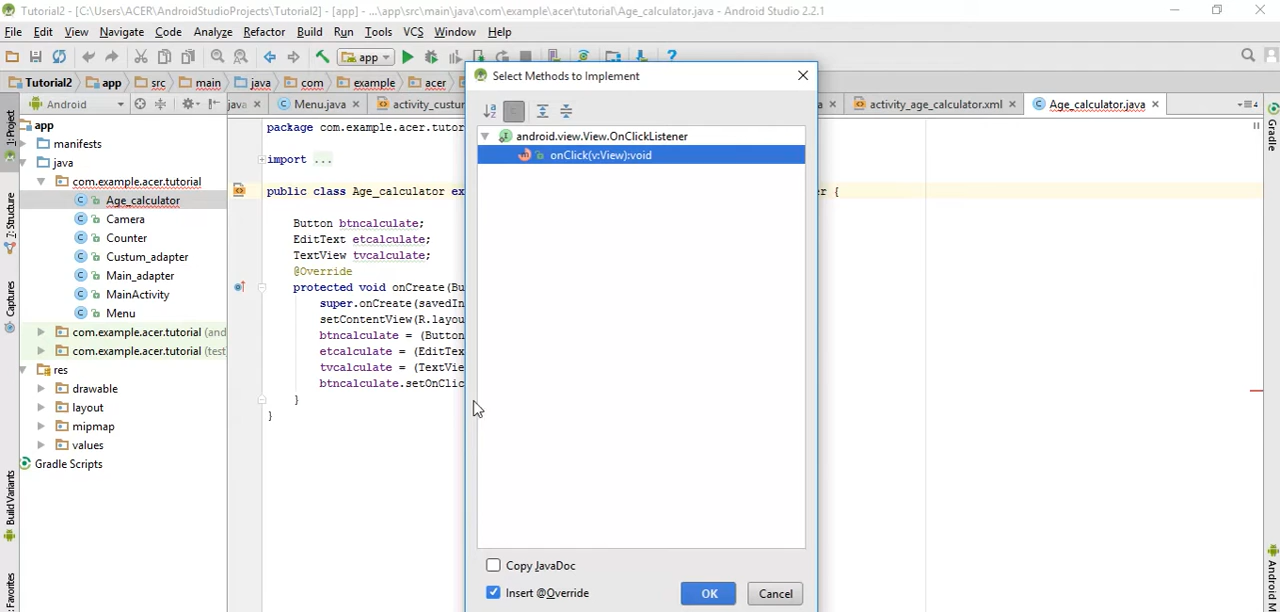 Tutorial2 - [C:\Users\ACER\AndroidStudioProjects\Tutorial2] - [app] - ...\app\src\main\java\com\example\acer\tutorial\Age_calculator.java - Android Studio 2.2.1
File Edit View Navigate Code Analyze Refactor Build Run Tools VCS Window Help
app
Tutorial2 app src main java com example acer
Android
java Menu.java activity_custu a activity_age_calculator.xml Age_calculator.java
4
1: Project
7: Structure
Captures
Build Variants
Favorites
app
manifests
java
com.example.acer.tutorial
Age_calculator
Camera
Counter
Custum_adapter
Main_adapter
MainActivity
Menu
com.example.acer.tutorial (and
com.example.acer.tutorial (test
res
drawable
layout
mipmap
values
Gradle Scripts
package com.example.acer.tutor
import ...
public class Age_calculator ex er {
Button btncalculate;
EditText etcalculate;
TextView tvcalculate;
@Override
protected void onCreate(Bu
super.onCreate(savedIn
setContentView(R.layou
btncalculate = (Button
etcalculate = (EditTex
tvcalculate = (TextVie
btncalculate.setOnClic
}
}
Select Methods to Implement
android.view.View.OnClickListener
onClick(v:View):void
Copy JavaDoc
Insert @Override
OK
Cancel
Gradle
Android M